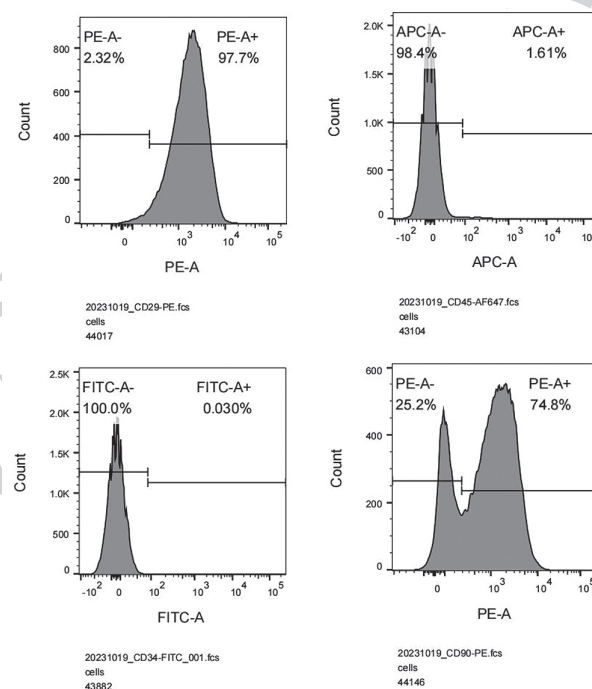 PE-A- PE-A+
2.32% 97.7%
800
600
400
200
0
Count
0 10^3 10^4 10^5
PE-A
20231019_CD29-PE.fcs
cells
44017
APC-A- APC-A+
98.4% 1.61%
2.0K
1.5K
1.0K
500
0
Count
-10^2 0 10^2 10^3 10^4
APC-A
20231019_CD45-AF647.fcs
cells
43104
FITC-A- FITC-A+
100.0% 0.030%
2.5K
2.0K
1.5K
1.0K
500
0
Count
-10^2 0 10^2 10^3 10^4 10^5
FITC-A
20231019_CD34-FITC_001.fcs
cells
43882
PE-A- PE-A+
25.2% 74.8%
600
400
200
0
Count
0 10^3 10^4
PE-A
20231019_CD90-PE.fcs
cells
44146